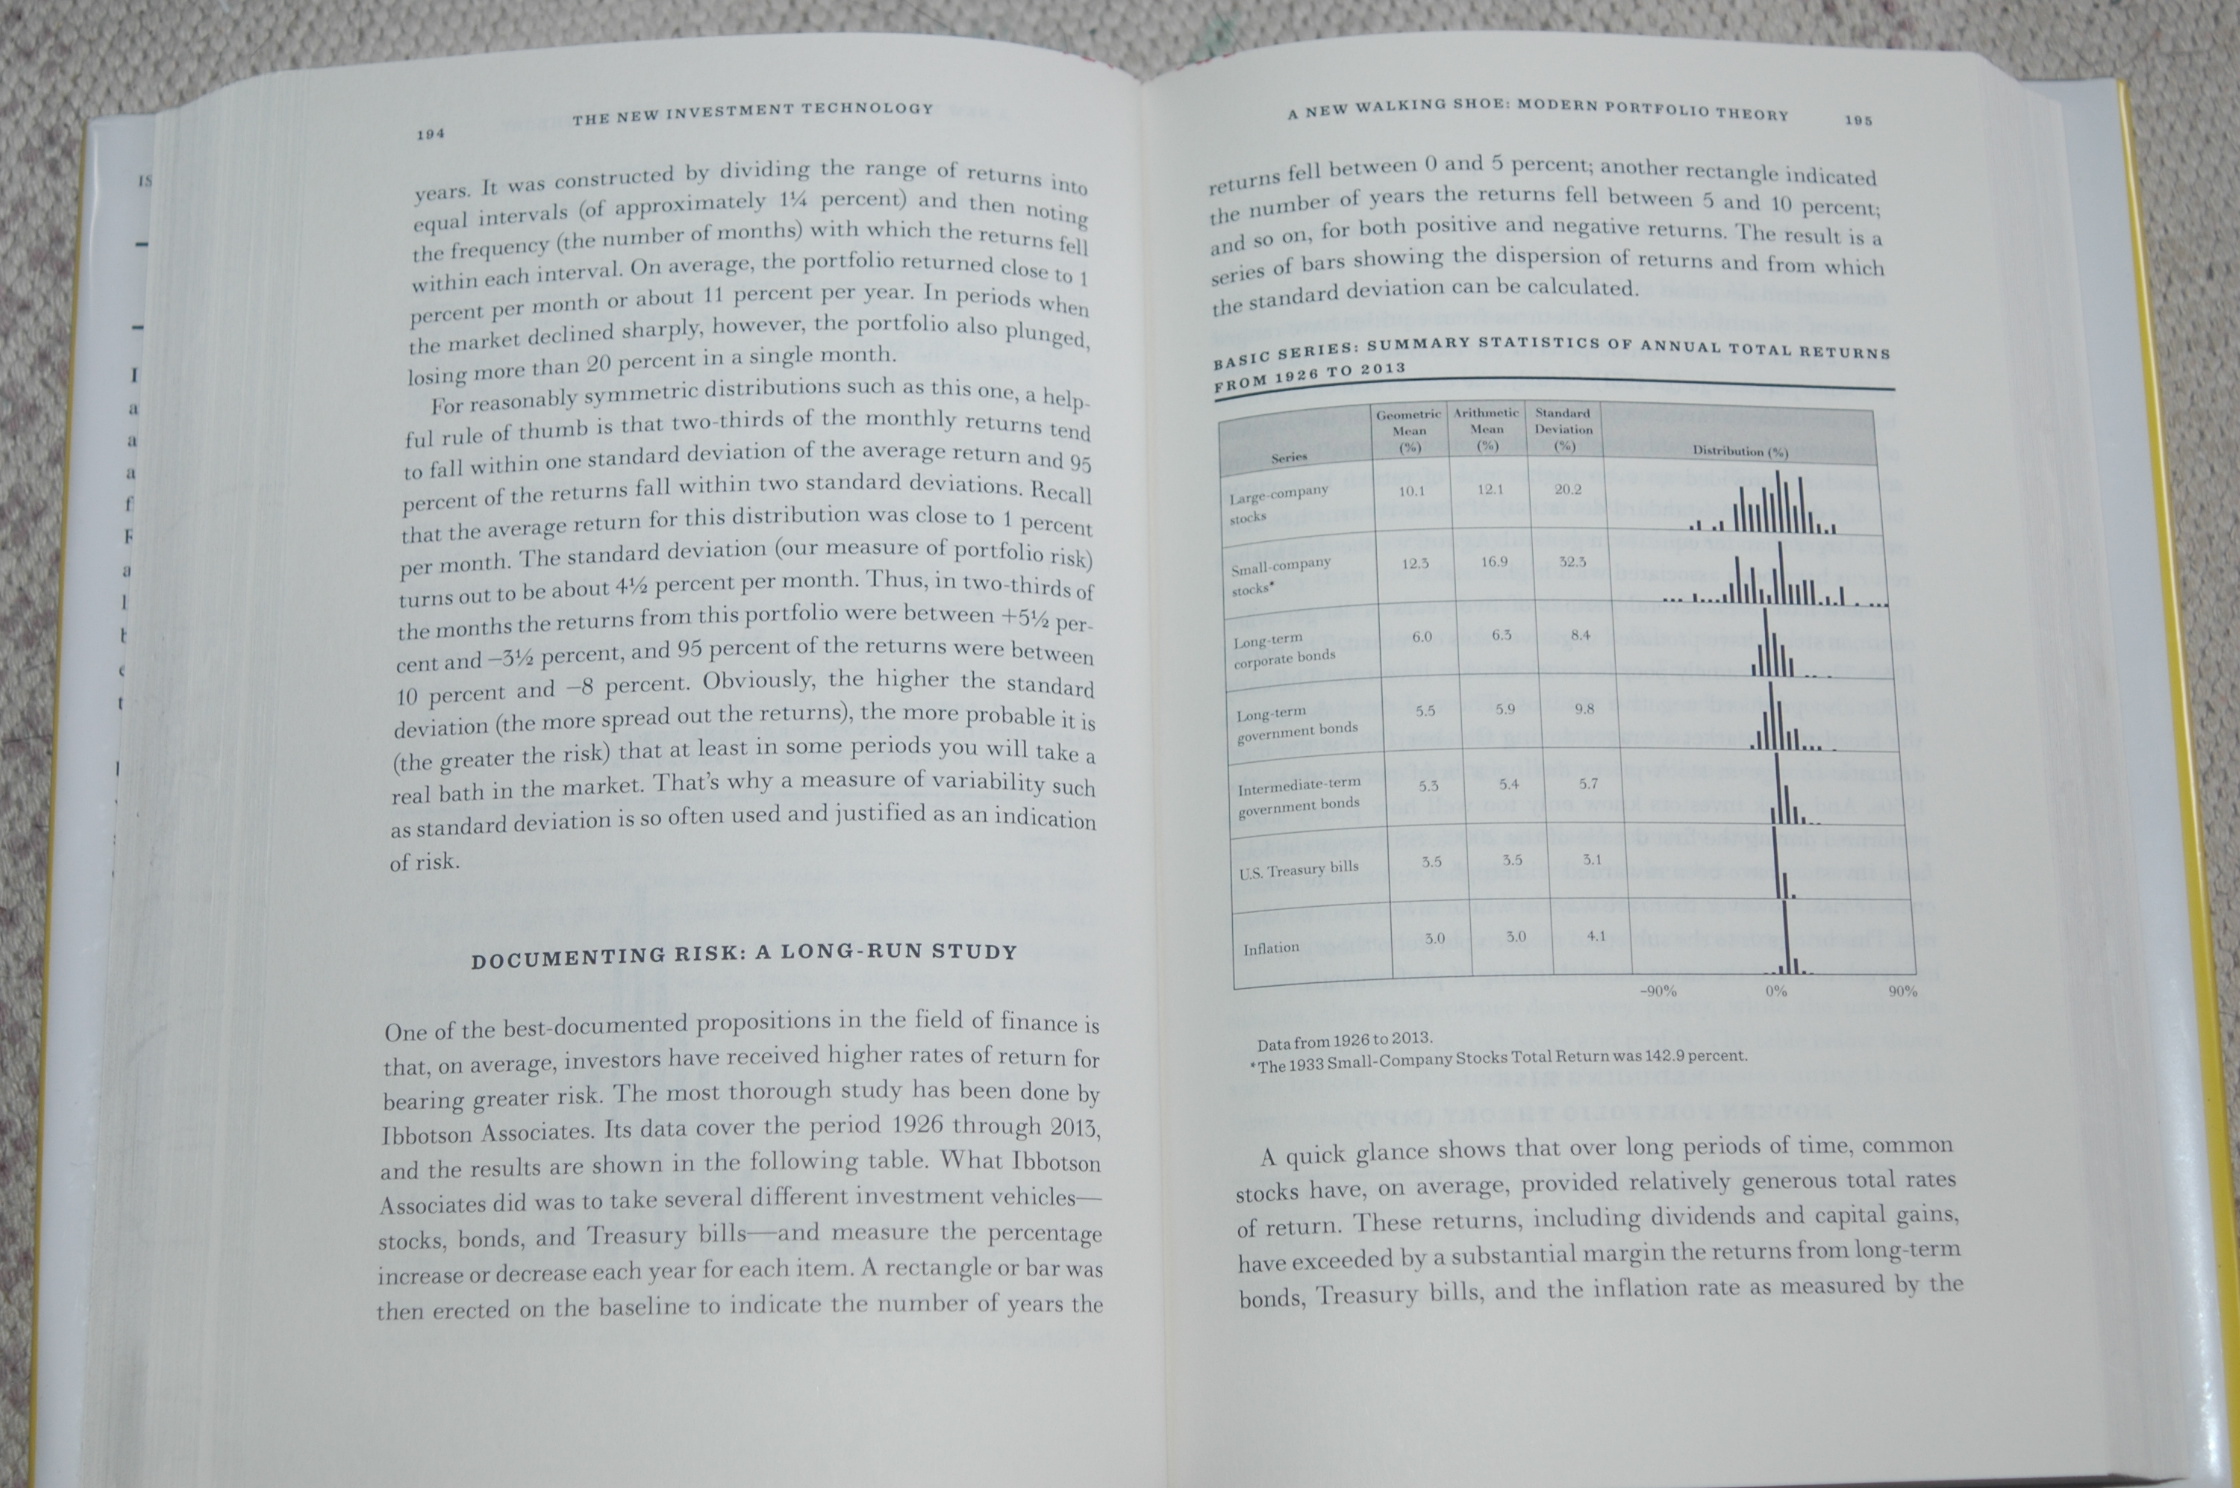 194
THE NEW INVESTMENT TECHNOLOGY
years. It was constructed by dividing the range of returns into
equal intervals (of approximately 1¼ percent) and then noting
the frequency (the number of months) with which the returns fell
within each interval. On average, the portfolio returned close to 1
percent per month or about 11 percent per year. In periods when
the market declined sharply, however, the portfolio also plunged,
losing more than 20 percent in a single month.
For reasonably symmetric distributions such as this one, a help-
ful rule of thumb is that two-thirds of the monthly returns tend
to fall within one standard deviation of the average return and 95
percent of the returns fall within two standard deviations. Recall
that the average return for this distribution was close to 1 percent
per month. The standard deviation (our measure of portfolio risk)
turns out to be about 4½ percent per month. Thus, in two-thirds of
the months the returns from this portfolio were between +5½ per-
cent and −3½ percent, and 95 percent of the returns were between
10 percent and −8 percent. Obviously, the higher the standard
deviation (the more spread out the returns), the more probable it is
(the greater the risk) that at least in some periods you will take a
real bath in the market. That's why a measure of variability such
as standard deviation is so often used and justified as an indication
of risk.
DOCUMENTING RISK: A LONG-RUN STUDY
One of the best-documented propositions in the field of finance is
that, on average, investors have received higher rates of return for
bearing greater risk. The most thorough study has been done by
Ibbotson Associates. Its data cover the period 1926 through 2013,
and the results are shown in the following table. What Ibbotson
Associates did was to take several different investment vehicles—
stocks, bonds, and Treasury bills—and measure the percentage
increase or decrease each year for each item. A rectangle or bar was
then erected on the baseline to indicate the number of years the
A NEW WALKING SHOE: MODERN PORTFOLIO THEORY
195
returns fell between 0 and 5 percent; another rectangle indicated
the number of years the returns fell between 5 and 10 percent;
and so on, for both positive and negative returns. The result is a
series of bars showing the dispersion of returns and from which
the standard deviation can be calculated.
BASIC SERIES: SUMMARY STATISTICS OF ANNUAL TOTAL RETURNS
FROM 1926 TO 2013
Series Geometric Mean (%) Arithmetic Mean (%) Standard Deviation (%) Distribution (%)
Large-company stocks 10.1 12.1 20.2
Small-company stocks* 12.3 16.9 32.3
Long-term corporate bonds 6.0 6.3 8.4
Long-term government bonds 5.5 5.9 9.8
Intermediate-term government bonds 5.3 5.4 5.7
U.S. Treasury bills 3.5 3.5 3.1
Inflation 3.0 3.0 4.1
−90% 0% 90%
Data from 1926 to 2013.
*The 1933 Small-Company Stocks Total Return was 142.9 percent.
A quick glance shows that over long periods of time, common
stocks have, on average, provided relatively generous total rates
of return. These returns, including dividends and capital gains,
have exceeded by a substantial margin the returns from long-term
bonds, Treasury bills, and the inflation rate as measured by the